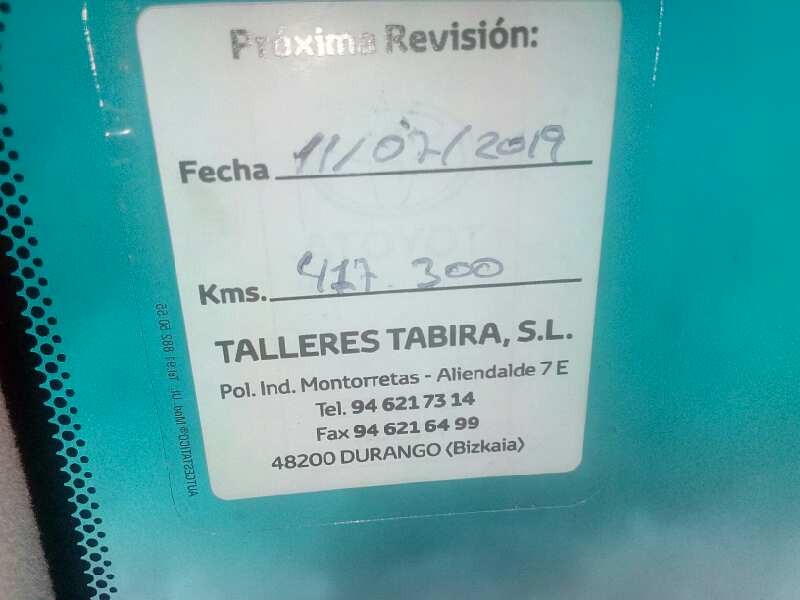 Próxima Revisión:
Fecha 11/07/2019
TOYOTA
Kms. 417.300
TALLERES TABIRA, S.L.
Pol. Ind. Montorretas - Aliendalde 7 E
Tel. 94 621 73 14
Fax 94 621 64 99
48200 DURANGO (Bizkaia)